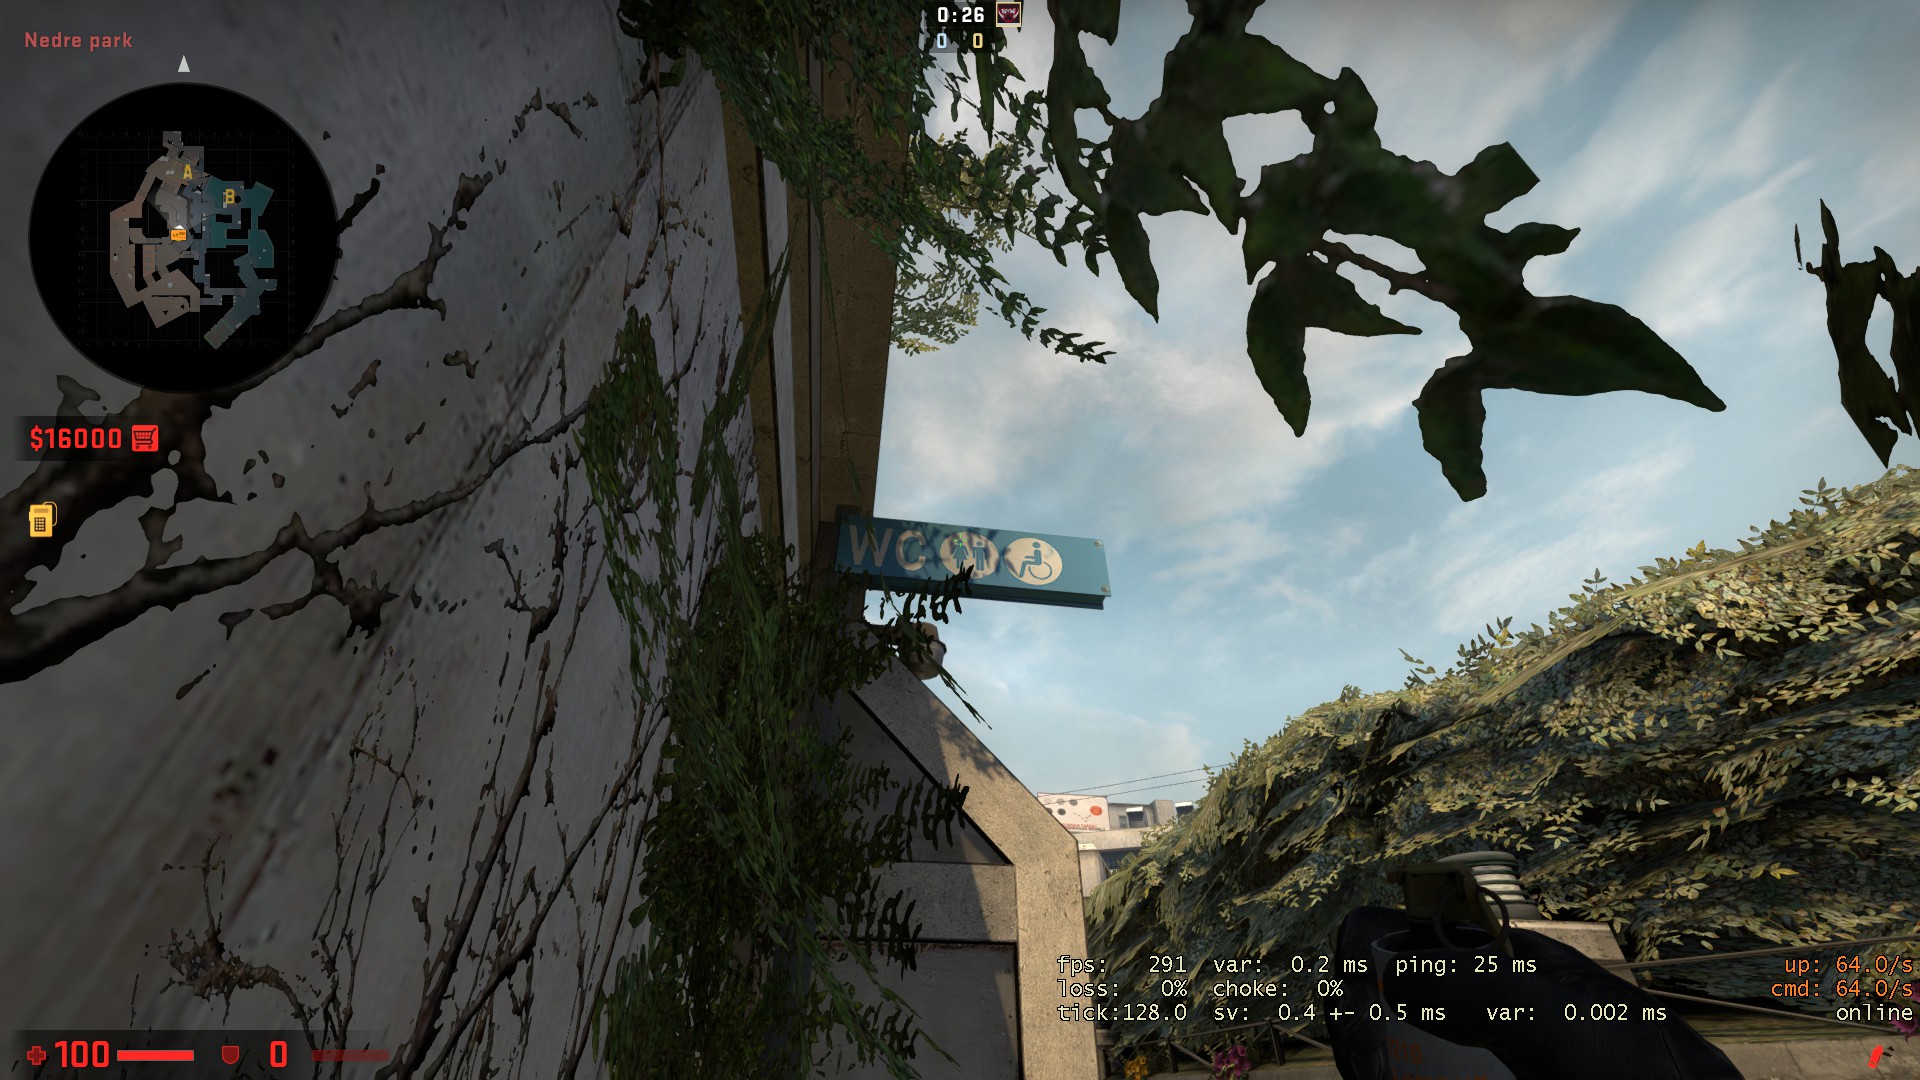 0:26
0 0
Nedre park
A
B
$16000
WC
fps: 291 var: 0.2 ms ping: 25 ms
loss: 0% choke: 0%
tick:128.0 sv: 0.4 +- 0.5 ms var: 0.002 ms
up: 64.0/s
cmd: 64.0/s
online
100
0